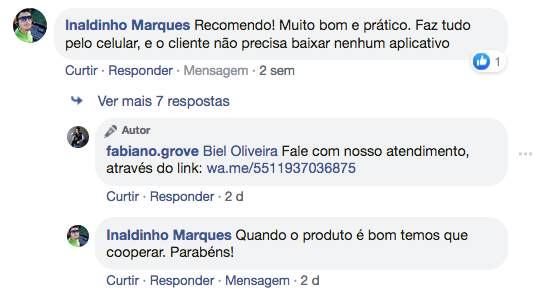 Inaldinho Marques Recomendo! Muito bom e prático. Faz tudo
pelo celular, e o cliente não precisa baixar nenhum aplicativo
1
Curtir · Responder · Mensagem · 2 sem
Ver mais 7 respostas
Autor
fabiano.grove Biel Oliveira Fale com nosso atendimento,
através do link: wa.me/5511937036875
Curtir · Responder · 2 d
Inaldinho Marques Quando o produto é bom temos que
cooperar. Parabéns!
Curtir · Responder · Mensagem · 2 d